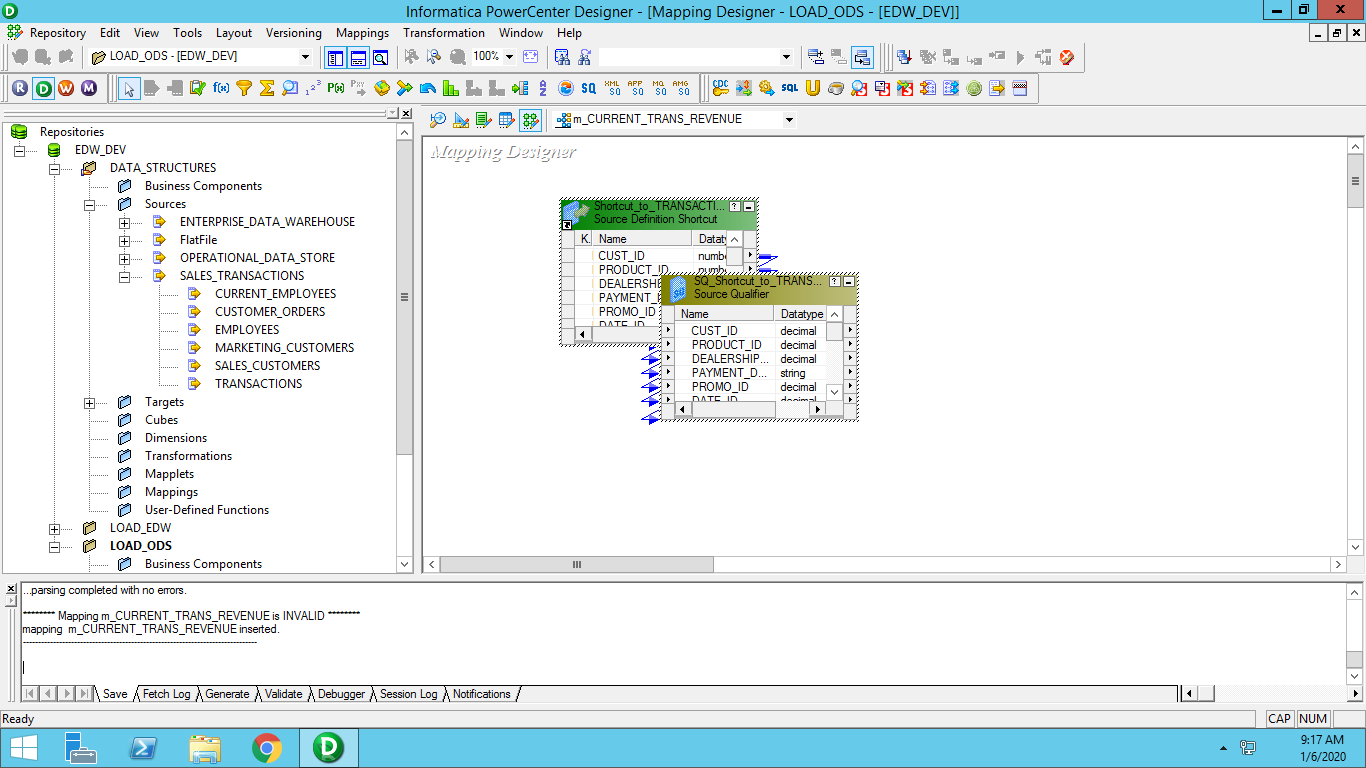 Informatica PowerCenter Designer - [Mapping Designer - LOAD_ODS - [EDW_DEV]]
Repository Edit View Tools Layout Versioning Mappings Transformation Window Help
LOAD_ODS - [EDW_DEV]
100%
m_CURRENT_TRANS_REVENUE
Repositories
EDW_DEV
DATA_STRUCTURES
Business Components
Sources
ENTERPRISE_DATA_WAREHOUSE
FlatFile
OPERATIONAL_DATA_STORE
SALES_TRANSACTIONS
CURRENT_EMPLOYEES
CUSTOMER_ORDERS
EMPLOYEES
MARKETING_CUSTOMERS
SALES_CUSTOMERS
TRANSACTIONS
Targets
Cubes
Dimensions
Transformations
Mapplets
Mappings
User-Defined Functions
LOAD_EDW
LOAD_ODS
Business Components
Mapping Designer
Shortcut_to_TRANSACTI...
Source Definition Shortcut
K. Name Dataty
CUST_ID numbe
PRODUCT_ID numbe
DEALERSHI
PAYMENT_
PROMO_ID
DATE_ID
SQ_Shortcut_to_TRANS...
Source Qualifier
Name Datatype
CUST_ID decimal
PRODUCT_ID decimal
DEALERSHIP... decimal
PAYMENT_D... string
PROMO_ID decimal
DATE_ID decimal
...parsing completed with no errors.
******** Mapping m_CURRENT_TRANS_REVENUE is INVALID ********
mapping m_CURRENT_TRANS_REVENUE inserted.
Save Fetch Log Generate Validate Debugger Session Log Notifications
Ready
CAP NUM
9:17 AM
1/6/2020